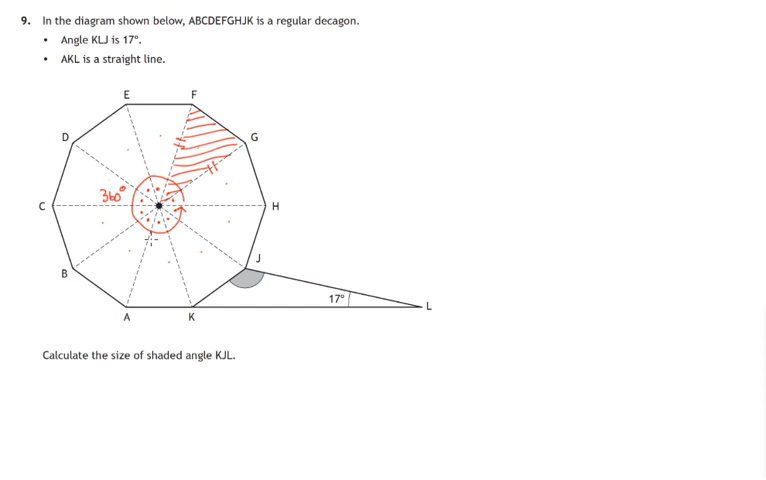 9. In the diagram shown below, ABCDEFGHJK is a regular decagon.
• Angle KLJ is 17°.
• AKL is a straight line.
E F
D G
360°
C H
J
B
17°
L
A K
Calculate the size of shaded angle KJL.